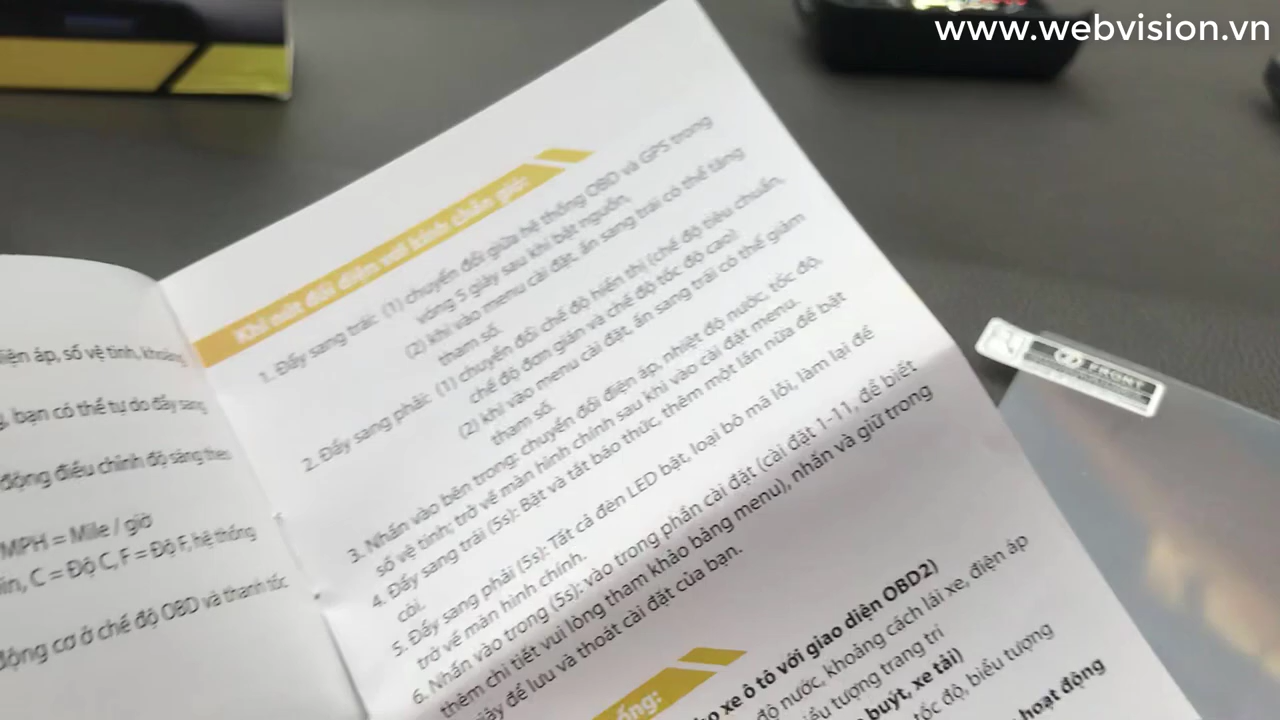 www.webvision.vn
Khi nút đối diện với kính chắn gió:
1. Đẩy sang trái: (1) chuyển đổi giữa hệ thống OBD và GPS trong
vòng 5 giây sau khi bật nguồn,
(2) khi vào menu cài đặt, ấn sang trái có thể tăng
tham số.
2. Đẩy sang phải: (1) chuyển đổi chế độ hiển thị (chế độ tiêu chuẩn,
chế độ đơn giản và chế độ tốc độ cao)
(2) khi vào menu cài đặt, ấn sang trái có thể giảm
tham số.
3. Nhấn vào bên trong: chuyển đổi điện áp, nhiệt độ nước, tốc độ,
số vệ tinh; trở về màn hình chính sau khi vào cài đặt menu.
4. Đẩy sang trái (5s): Bật và tắt báo thức, thêm một lần nữa để bật
còi.
5. Đẩy sang phải (5s): Tất cả đèn LED bật, loại bỏ mã lỗi, làm lại để
trở về màn hình chính.
6. Nhấn vào trong (5s): vào trong phần cài đặt (cài đặt 1-11, để biết
thêm chi tiết vui lòng tham khảo bảng menu), nhấn và giữ trong
giây để lưu và thoát cài đặt của bạn.
điện áp, số vệ tinh, khoảng
bạn có thể tự do đẩy sang
động điều chỉnh độ sáng theo
MPH = Mile / giờ
C = Độ C, F = Độ F, hệ thống
động cơ ở chế độ OBD và thanh tốc
xe ô tô với giao diện OBD2)
độ nước, khoảng cách lái xe, điện áp
biểu tượng trang trí
buýt, xe tải)
tốc độ, biểu tượng
hoạt động
FRONT